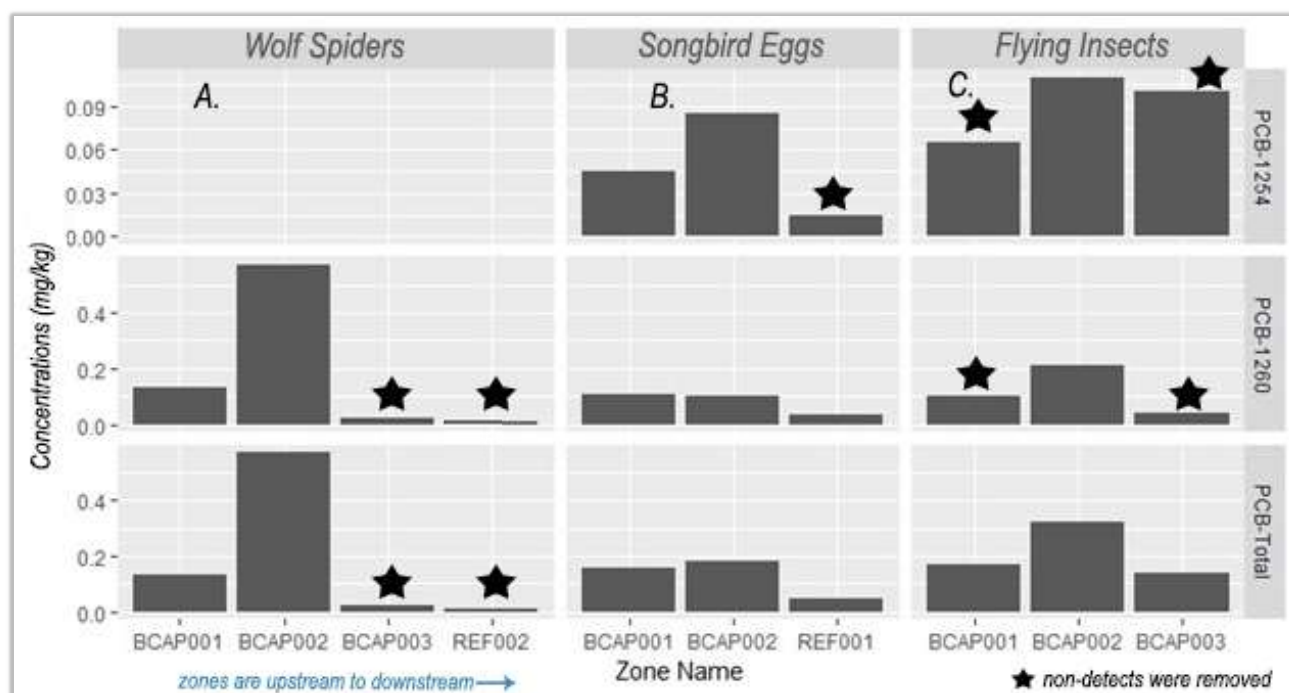 Wolf Spiders
Songbird Eggs
Flying Insects
A.
B.
C.
0.09
0.06
0.03
0.00
PCB-1254
0.4
0.2
0.0
PCB-1260
0.4
0.2
0.0
PCB-Total
Concentrations (mg/kg)
BCAP001 BCAP002 BCAP003 REF002
BCAP001 BCAP002 REF001
BCAP001 BCAP002 BCAP003
Zone Name
zones are upstream to downstream
non-detects were removed